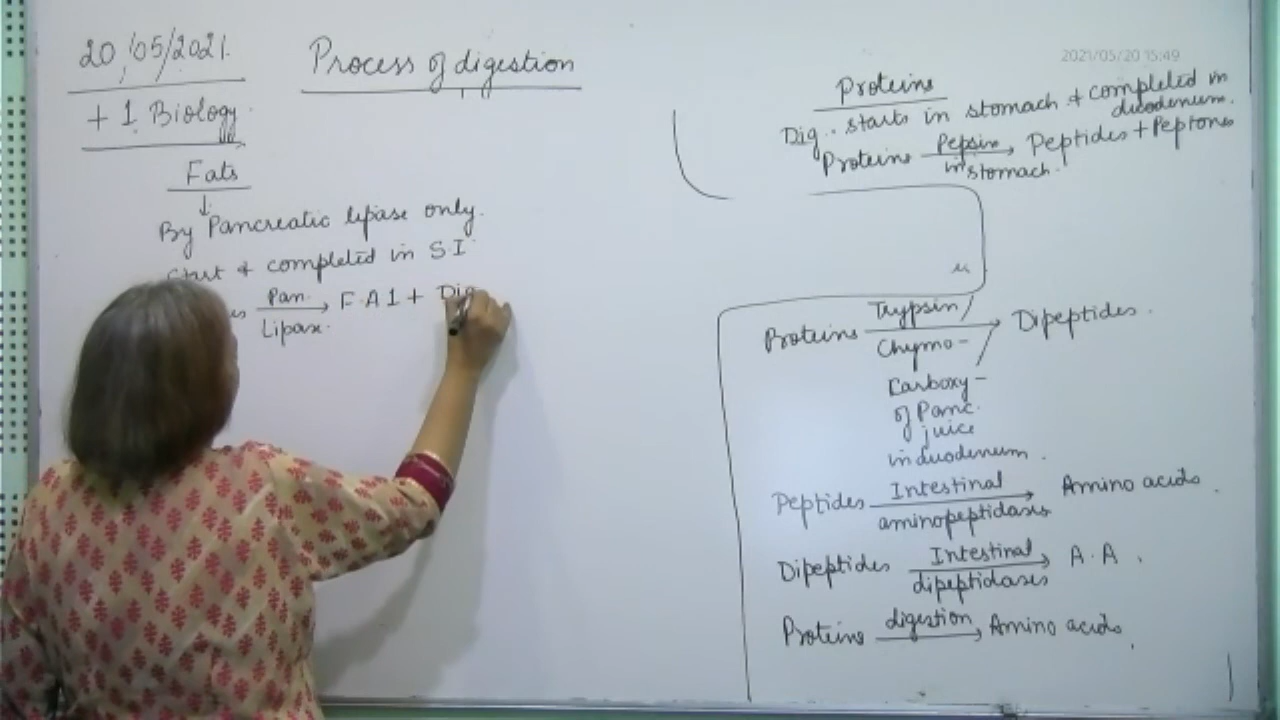 20/05/2021.
+1 Biology
Process of digestion
Fats
↓
By Pancreatic lipase only.
Start & completed in S.I
Pan.
→ F.A 1 + Dig
Lipase.
2021/05/20 15:49
Proteins
Dig. starts in stomach & completed in
duodenum.
Proteins Pepsin → Peptides + Peptones
in stomach.
Trypsin/
Proteins → Dipeptides.
Chymo-/
Carboxy-
of Panc.
juice
in duodenum.
Peptides Intestinal → Amino acids.
aminopeptidases
Dipeptides Intestinal → A.A.
dipeptidases
Proteins digestion → Amino acids.